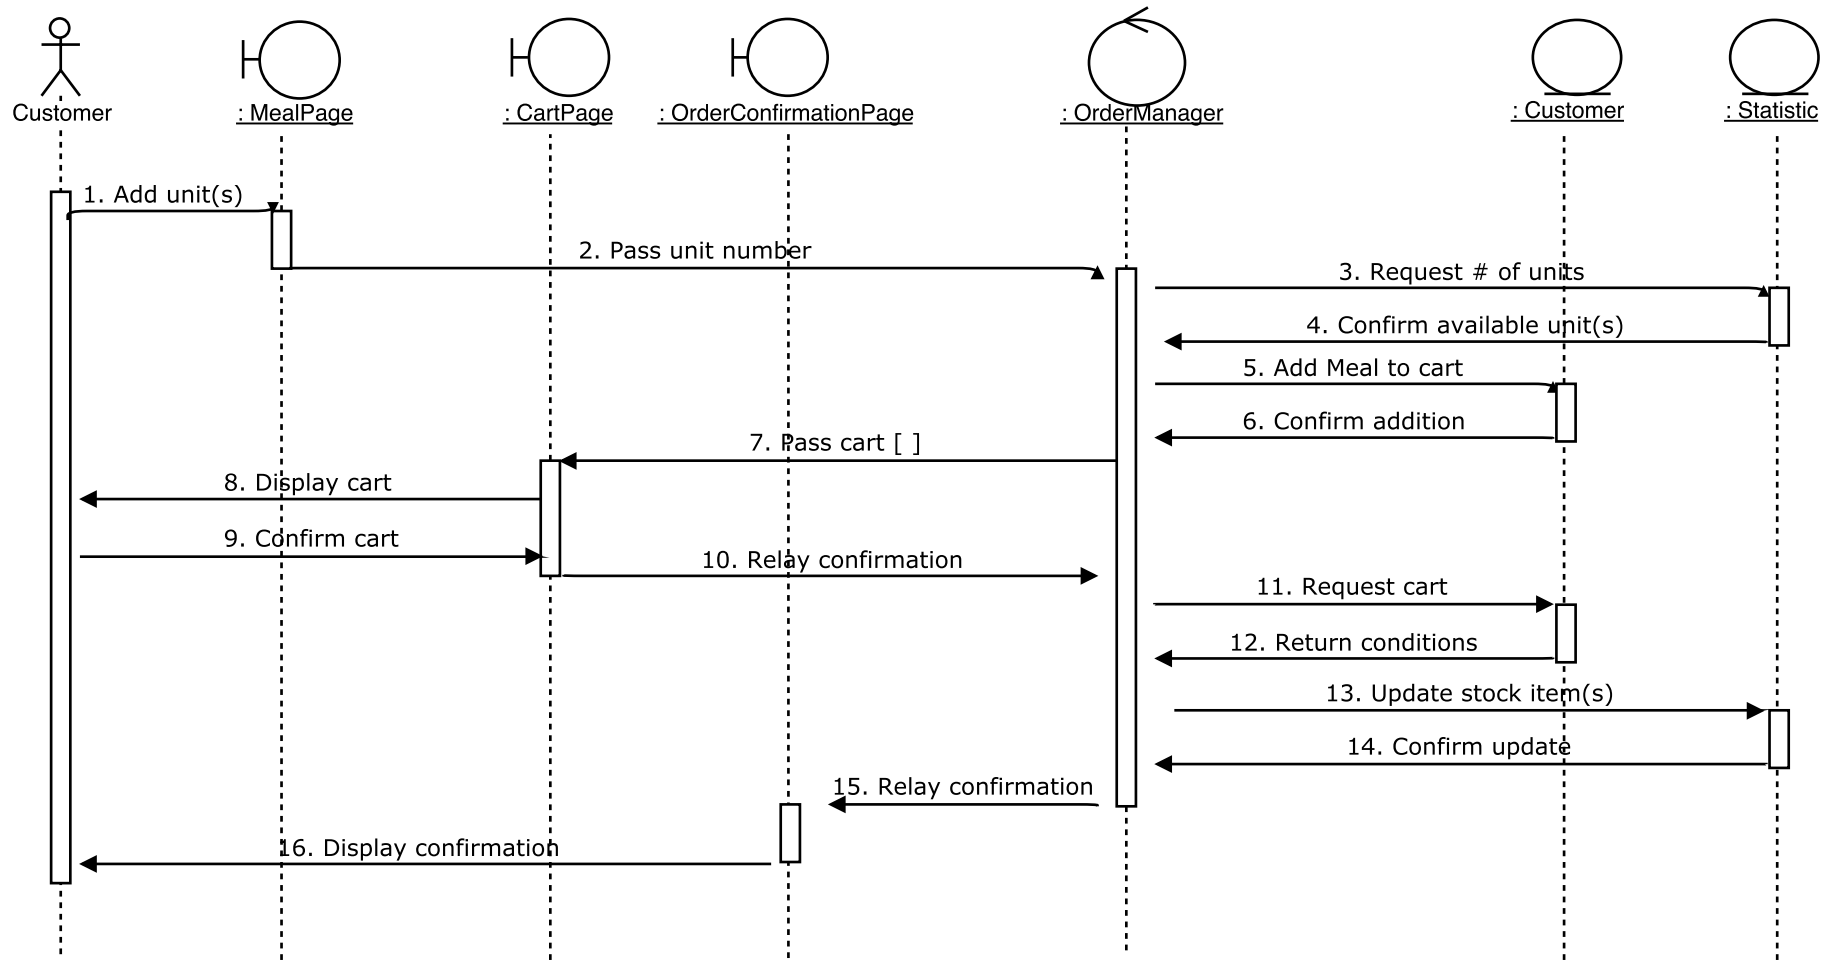 Customer
: MealPage
: CartPage
: OrderConfirmationPage
: OrderManager
: Customer
: Statistic
1. Add unit(s)
2. Pass unit number
3. Request # of units
4. Confirm available unit(s)
5. Add Meal to cart
6. Confirm addition
7. Pass cart [ ]
8. Display cart
9. Confirm cart
10. Relay confirmation
11. Request cart
12. Return conditions
13. Update stock item(s)
14. Confirm update
15. Relay confirmation
16. Display confirmation